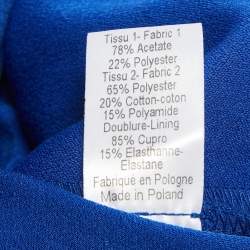 Tissu 1- Fabric 1
78% Acetate
22% Polyester
Tissu 2- Fabric 2
65% Polyester
20% Cotton-coton
15% Polyamide
Doublure-Lining
85% Cupro
15% Elasthanne-
Elastane
Fabrique en Pologne
Made in Poland